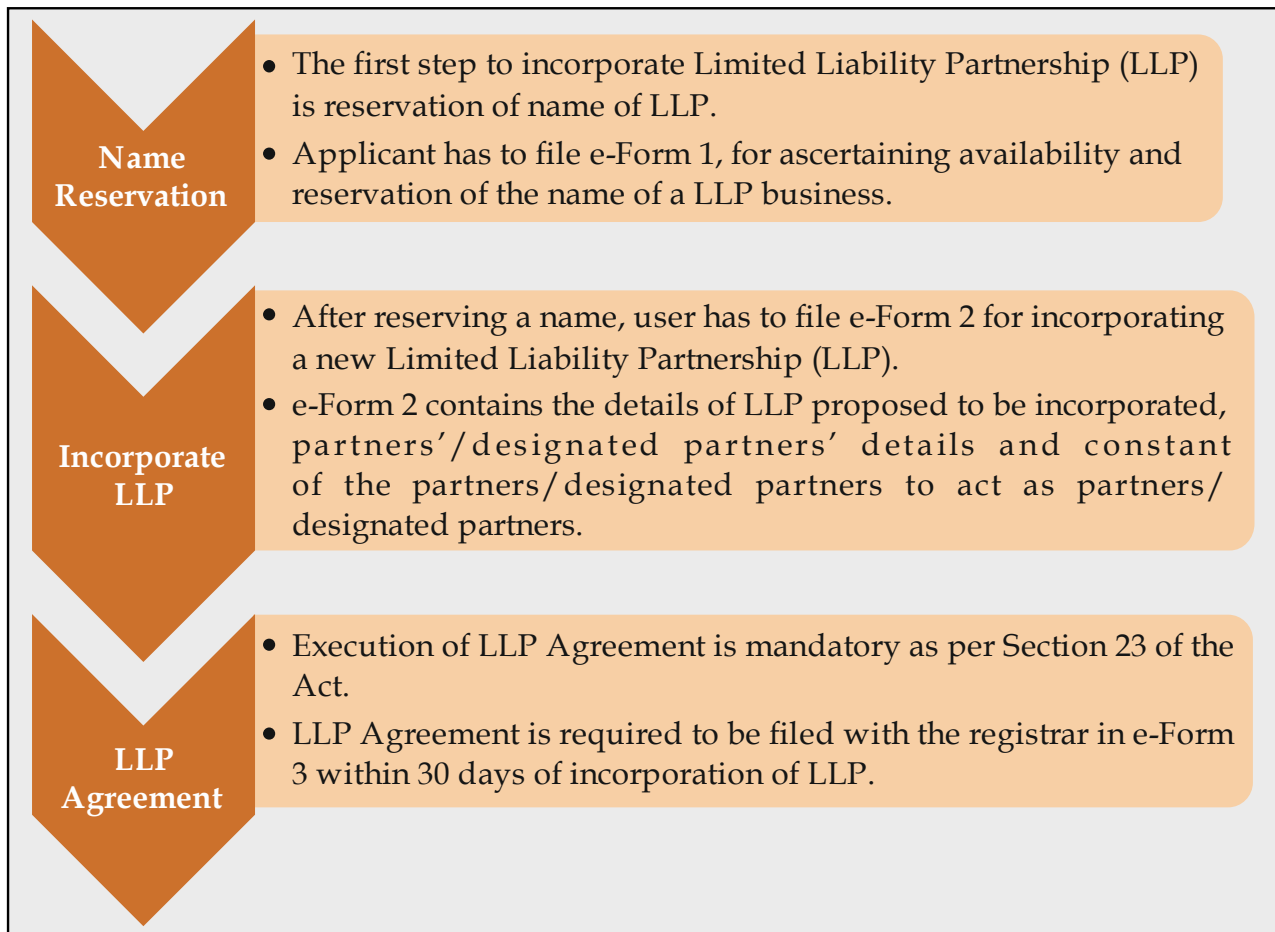 Name
Reservation
• The first step to incorporate Limited Liability Partnership (LLP)
is reservation of name of LLP.
• Applicant has to file e-Form 1, for ascertaining availability and
reservation of the name of a LLP business.
Incorporate
LLP
• After reserving a name, user has to file e-Form 2 for incorporating
a new Limited Liability Partnership (LLP).
• e-Form 2 contains the details of LLP proposed to be incorporated,
partners'/designated partners' details and constant
of the partners/designated partners to act as partners/
designated partners.
LLP
Agreement
• Execution of LLP Agreement is mandatory as per Section 23 of the
Act.
• LLP Agreement is required to be filed with the registrar in e-Form
3 within 30 days of incorporation of LLP.